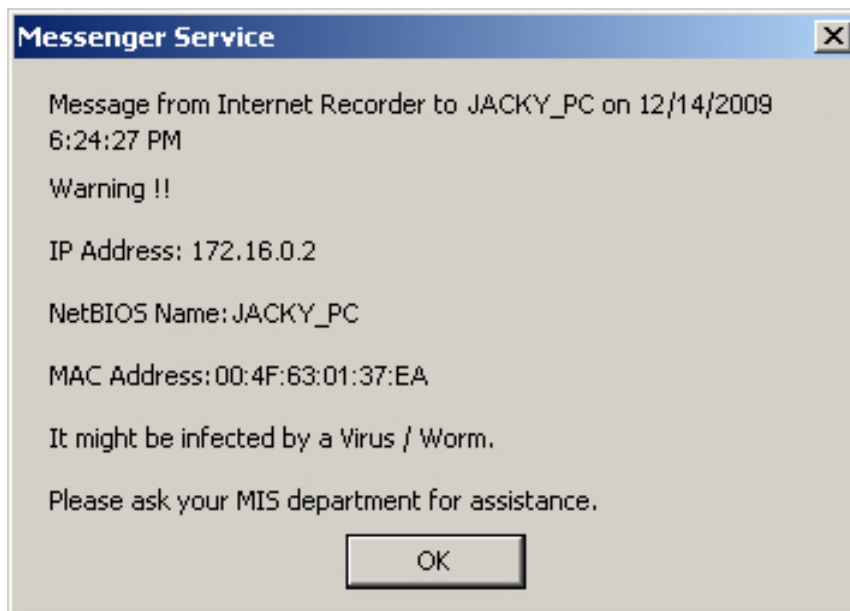 Messenger Service
Message from Internet Recorder to JACKY_PC on 12/14/2009
6:24:27 PM
Warning !!
IP Address: 172.16.0.2
NetBIOS Name: JACKY_PC
MAC Address: 00:4F:63:01:37:EA
It might be infected by a Virus / Worm.
Please ask your MIS department for assistance.
OK